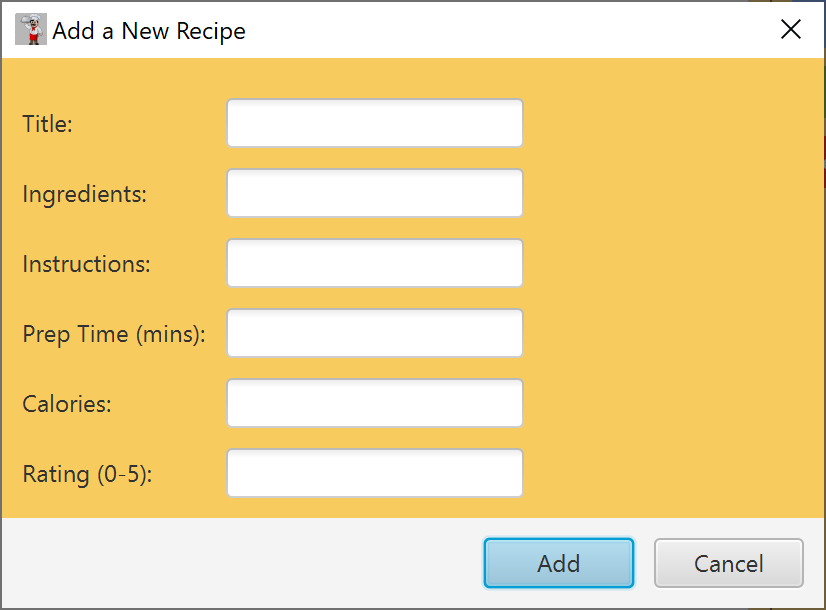 Add a New Recipe
Title:
Ingredients:
Instructions:
Prep Time (mins):
Calories:
Rating (0-5):
Add Cancel